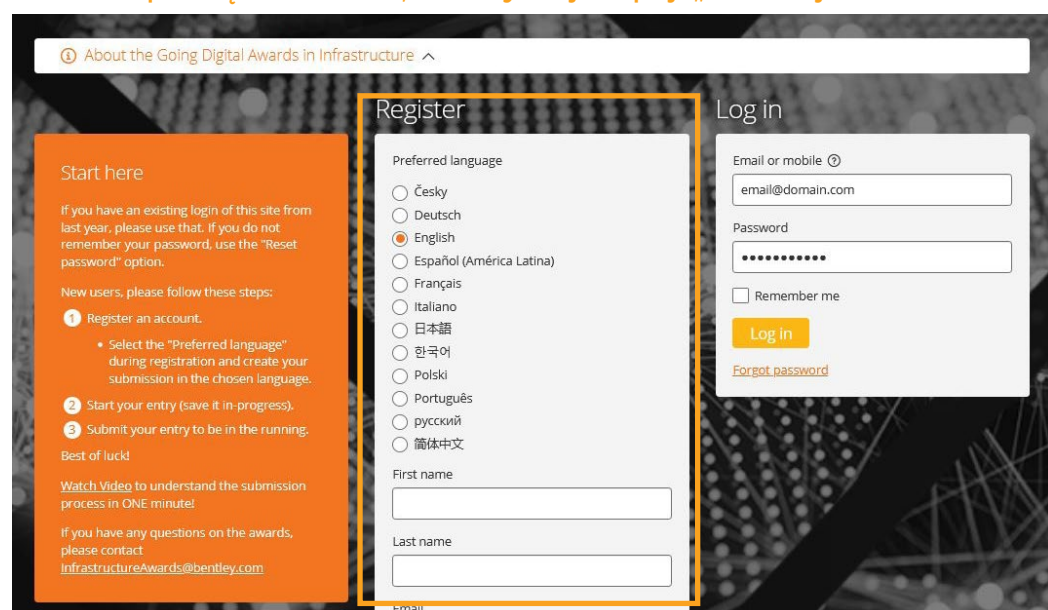 About the Going Digital Awards in Infrastructure
Start here
If you have an existing login of this site from
last year, please use that. If you do not
remember your password, use the "Reset
password" option.
New users, please follow these steps:
1 Register an account.
• Select the "Preferred language"
during registration and create your
submission in the chosen language.
2 Start your entry (save it in-progress).
3 Submit your entry to be in the running.
Best of luck!
Watch Video to understand the submission
process in ONE minute!
If you have any questions on the awards,
please contact
InfrastructureAwards@bentley.com
Register
Preferred language
Česky
Deutsch
English
Español (América Latina)
Français
Italiano
日本語
한국어
Polski
Português
русский
简体中文
First name
Last name
Email
Log in
Email or mobile
email@domain.com
Password
Remember me
Log in
Forgot password